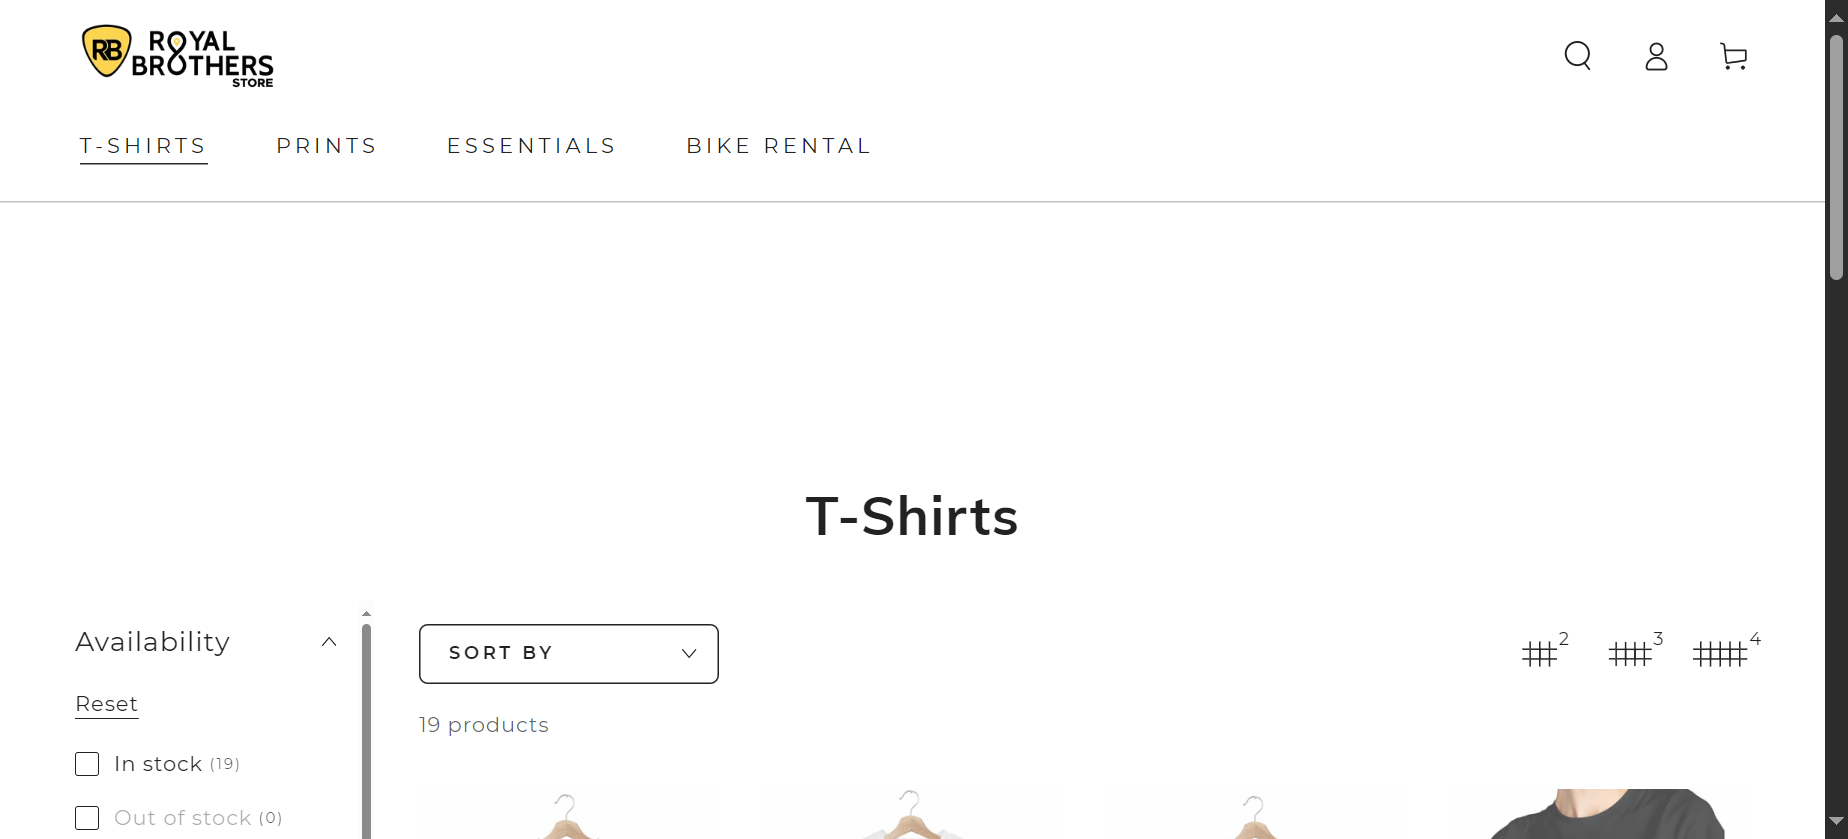 RB ROYAL
BROTHERS
STORE
T-SHIRTS PRINTS ESSENTIALS BIKE RENTAL
T-Shirts
Availability
Reset
In stock (19)
Out of stock (0)
SORT BY
2 3 4
19 products